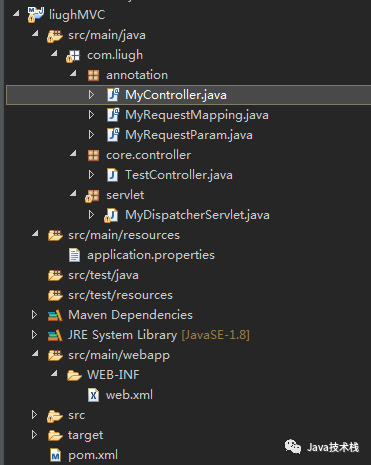 liughMVC
src/main/java
com.liugh
annotation
MyController.java
MyRequestMapping.java
MyRequestParam.java
core.controller
TestController.java
servlet
MyDispatcherServlet.java
src/main/resources
application.properties
src/test/java
src/test/resources
Maven Dependencies
JRE System Library [JavaSE-1.8]
src/main/webapp
WEB-INF
web.xml
src
target
pom.xml
Java技术栈